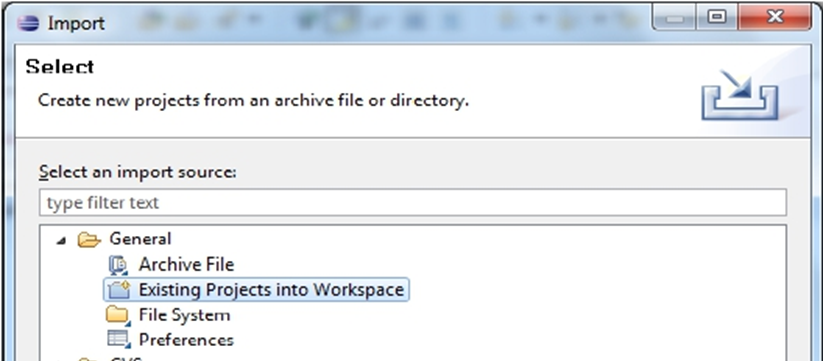 Import
Select
Create new projects from an archive file or directory.
Select an import source:
type filter text
General
Archive File
Existing Projects into Workspace
File System
Preferences